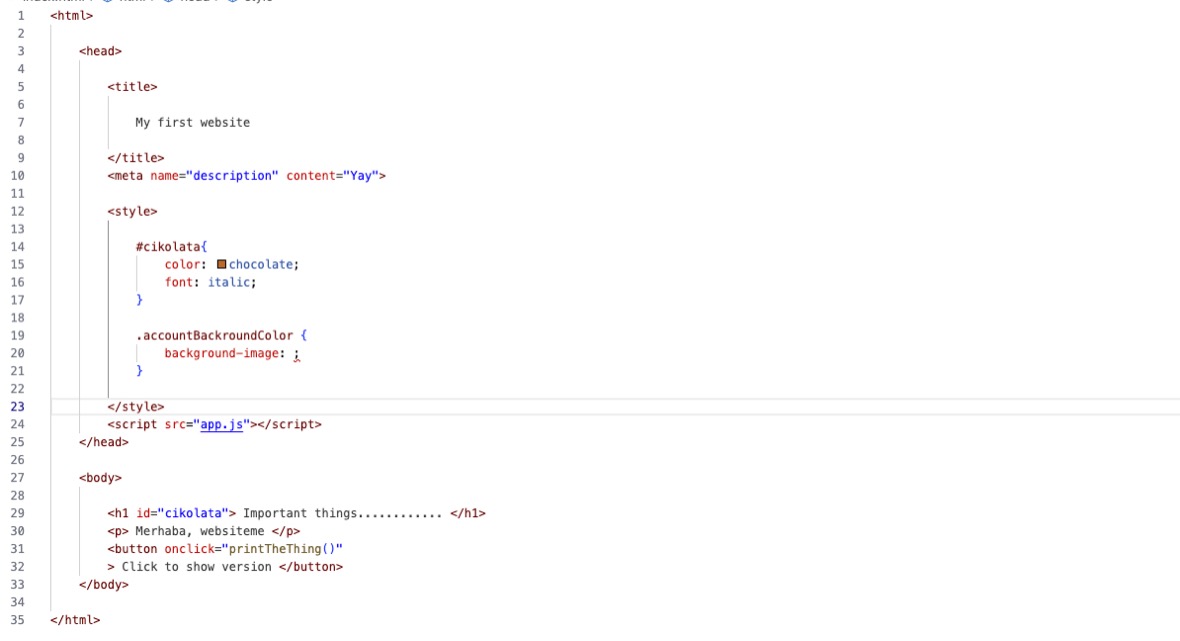 1 <html>
2
3 <head>
4
5 <title>
6
7 My first website
8
9 </title>
10 <meta name="description" content="Yay">
11
12 <style>
13
14 #cikolata{
15 color: chocolate;
16 font: italic;
17 }
18
19 .accountBackroundColor {
20 background-image: ;
21 }
22
23 </style>
24 <script src="app.js"></script>
25 </head>
26
27 <body>
28
29 <h1 id="cikolata"> Important things............ </h1>
30 <p> Merhaba, websiteme </p>
31 <button onclick="printTheThing()"
32 > Click to show version </button>
33 </body>
34
35 </html>